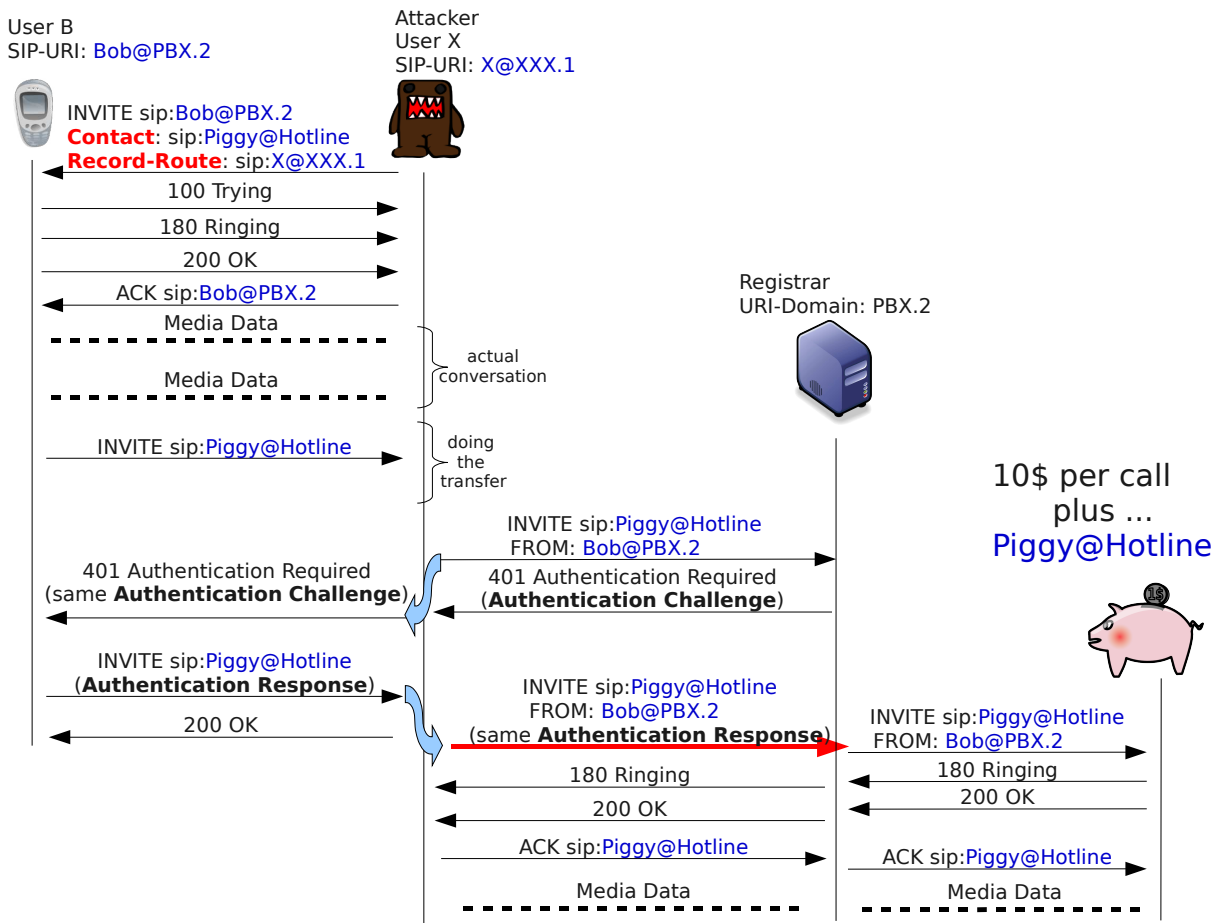 User B
SIP-URI: Bob@PBX.2
Attacker
User X
SIP-URI: X@XXX.1
INVITE sip:Bob@PBX.2
Contact: sip:Piggy@Hotline
Record-Route: sip:X@XXX.1
100 Trying
180 Ringing
200 OK
ACK sip:Bob@PBX.2
Media Data
Media Data
actual
conversation
Registrar
URI-Domain: PBX.2
INVITE sip:Piggy@Hotline
doing
the
transfer
10$ per call
plus ...
Piggy@Hotline
1$
INVITE sip:Piggy@Hotline
FROM: Bob@PBX.2
401 Authentication Required
(Authentication Challenge)
401 Authentication Required
(same Authentication Challenge)
INVITE sip:Piggy@Hotline
(Authentication Response)
200 OK
INVITE sip:Piggy@Hotline
FROM: Bob@PBX.2
(same Authentication Response)
INVITE sip:Piggy@Hotline
FROM: Bob@PBX.2
180 Ringing
200 OK
180 Ringing
200 OK
ACK sip:Piggy@Hotline
ACK sip:Piggy@Hotline
Media Data
Media Data